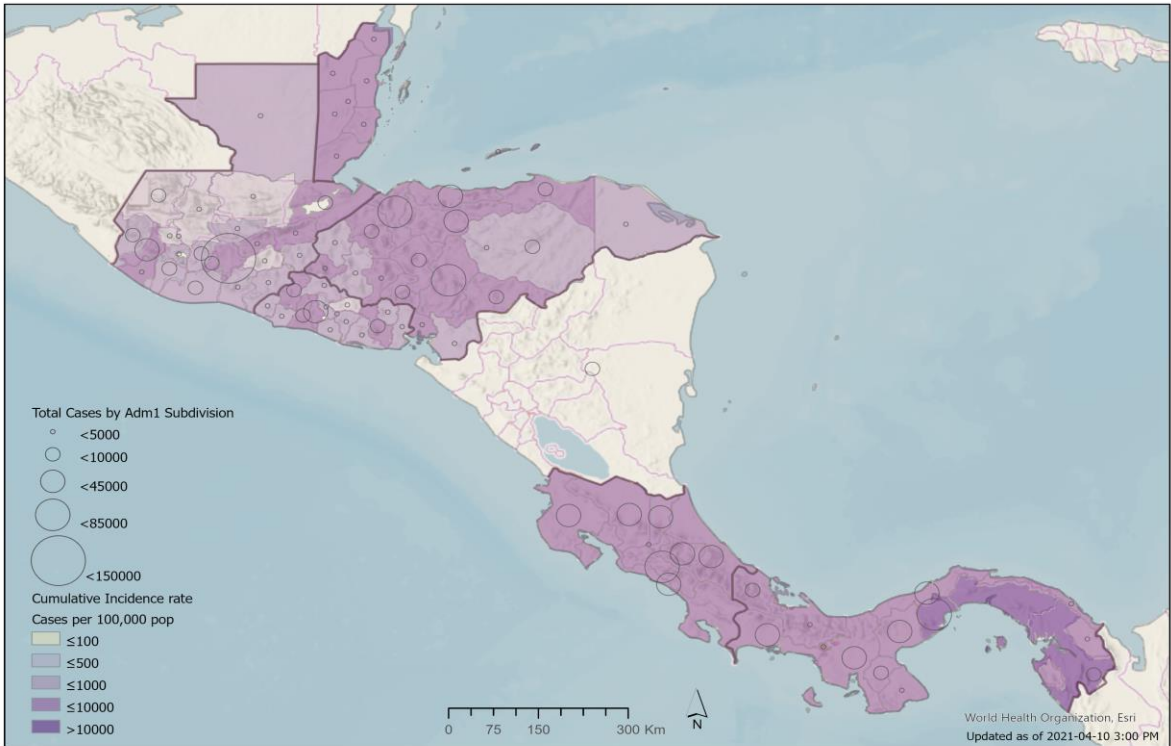 Total Cases by Adm1 Subdivision
<5000
<10000
<45000
<85000
<150000
Cumulative Incidence rate
Cases per 100,000 pop
≤100
≤500
≤1000
≤10000
>10000
N
0 75 150 300 Km
World Health Organization, Esri
Updated as of 2021-04-10 3:00 PM